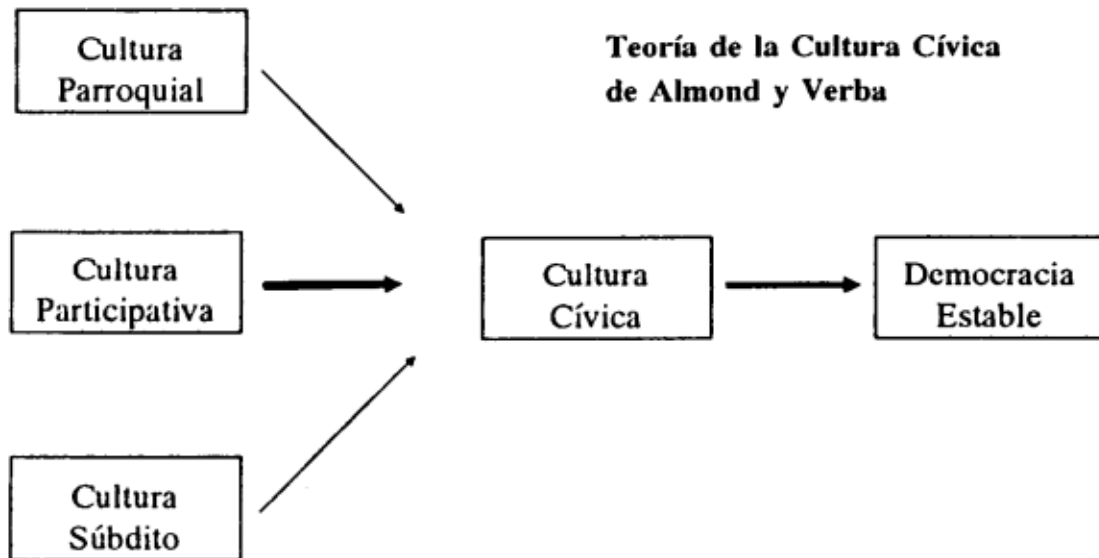 Cultura
Parroquial
Teoría de la Cultura Cívica
de Almond y Verba
Cultura
Participativa
Cultura
Cívica
Democracia
Estable
Cultura
Súbdito